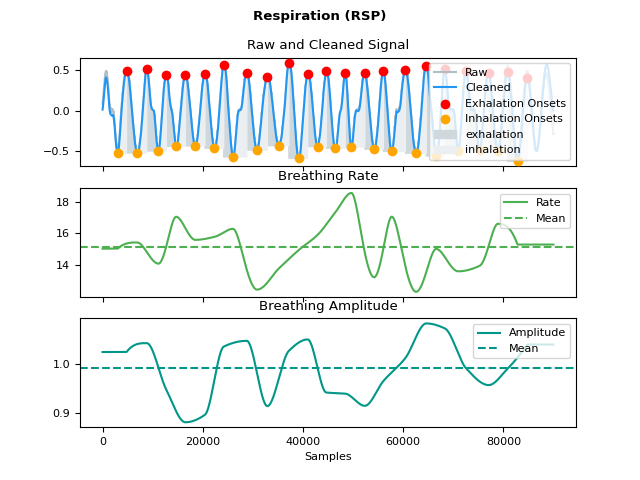 Respiration (RSP)
Raw and Cleaned Signal
0.5
0.0
−0.5
Raw
Cleaned
Exhalation Onsets
Inhalation Onsets
exhalation
inhalation
Breathing Rate
18
16
14
Rate
Mean
Breathing Amplitude
1.0
0.9
Amplitude
Mean
0
20000
40000
60000
80000
Samples